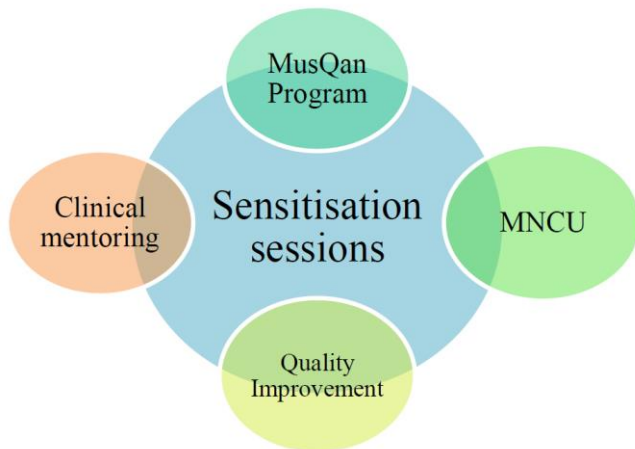 MusQan
Program
Clinical
mentoring
Sensitisation
sessions
MNCU
Quality
Improvement